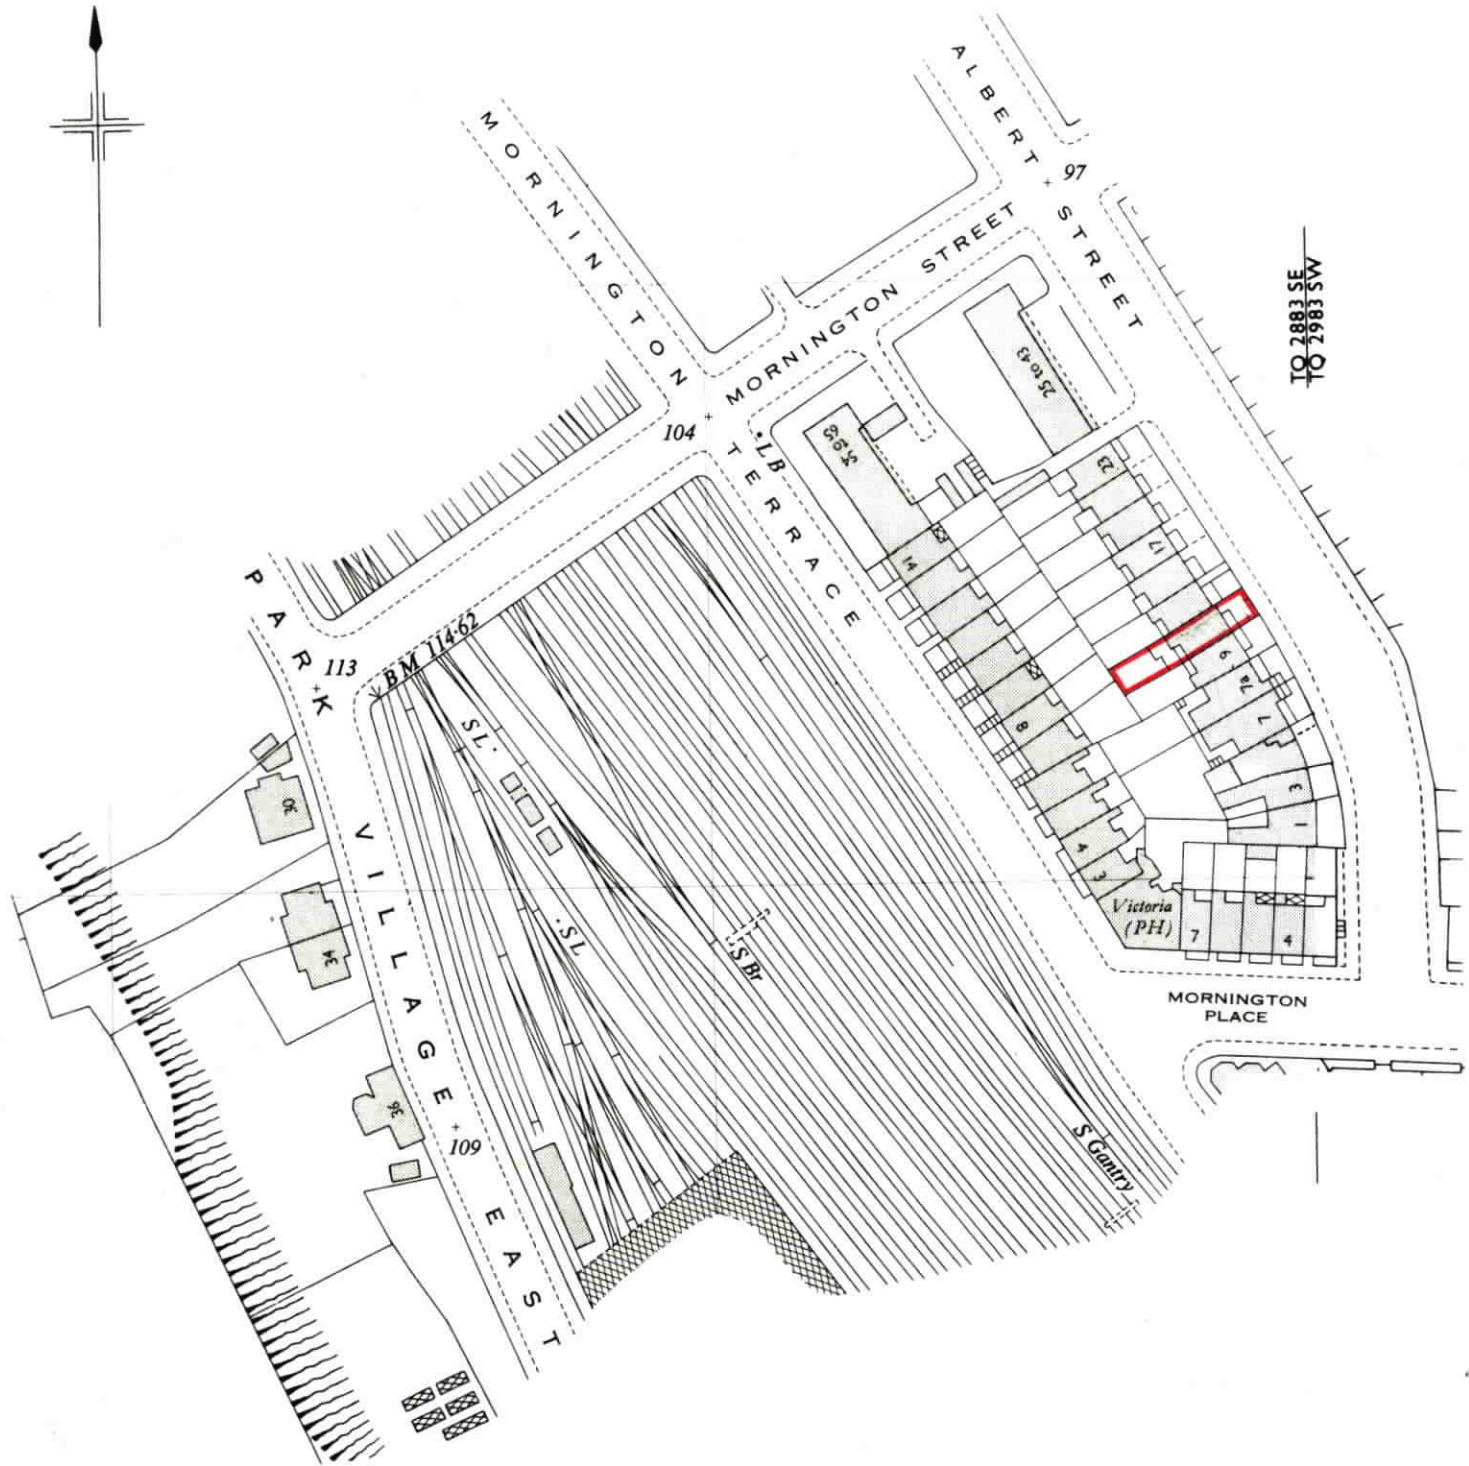 MORNINGTON
TERRACE
ALBERT STREET
97
MORNINGTON STREET
TQ 2883 SE
TQ 2983 SW
25 to 43
104
LB
54 to 65
23
17
14
9
7a
7
8
3
1
4
3
Victoria
(PH)
7
4
MORNINGTON
PLACE
PARK VILLAGE EAST
113
BM 114·62
SL
SL
S Br
S Gantry
30
34
36
109